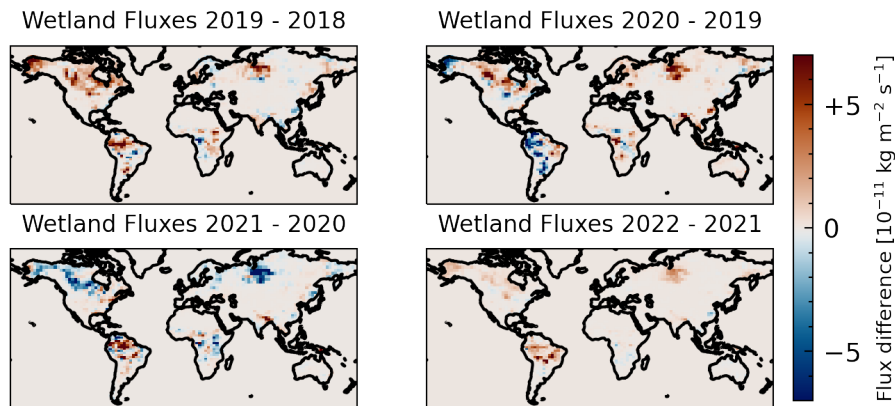 Wetland Fluxes 2019 - 2018
Wetland Fluxes 2020 - 2019
Wetland Fluxes 2021 - 2020
Wetland Fluxes 2022 - 2021
+5
0
−5
Flux difference [10⁻¹¹ kg m⁻² s⁻¹]